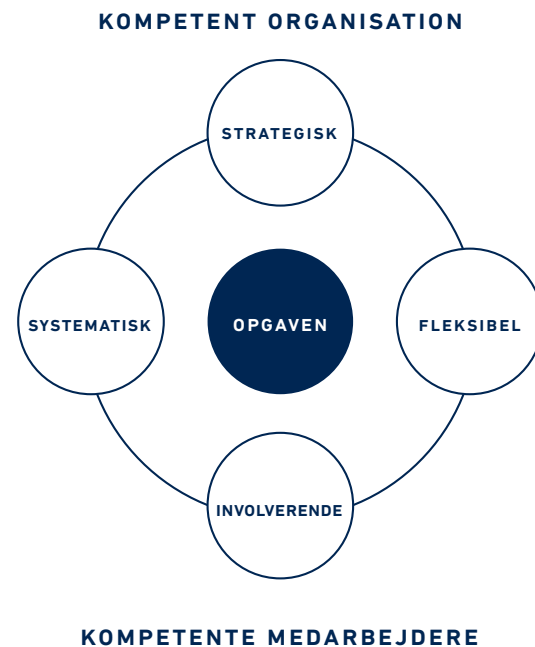 KOMPETENT ORGANISATION
STRATEGISK
SYSTEMATISK
OPGAVEN
FLEKSIBEL
INVOLVERENDE
KOMPETENTE MEDARBEJDERE